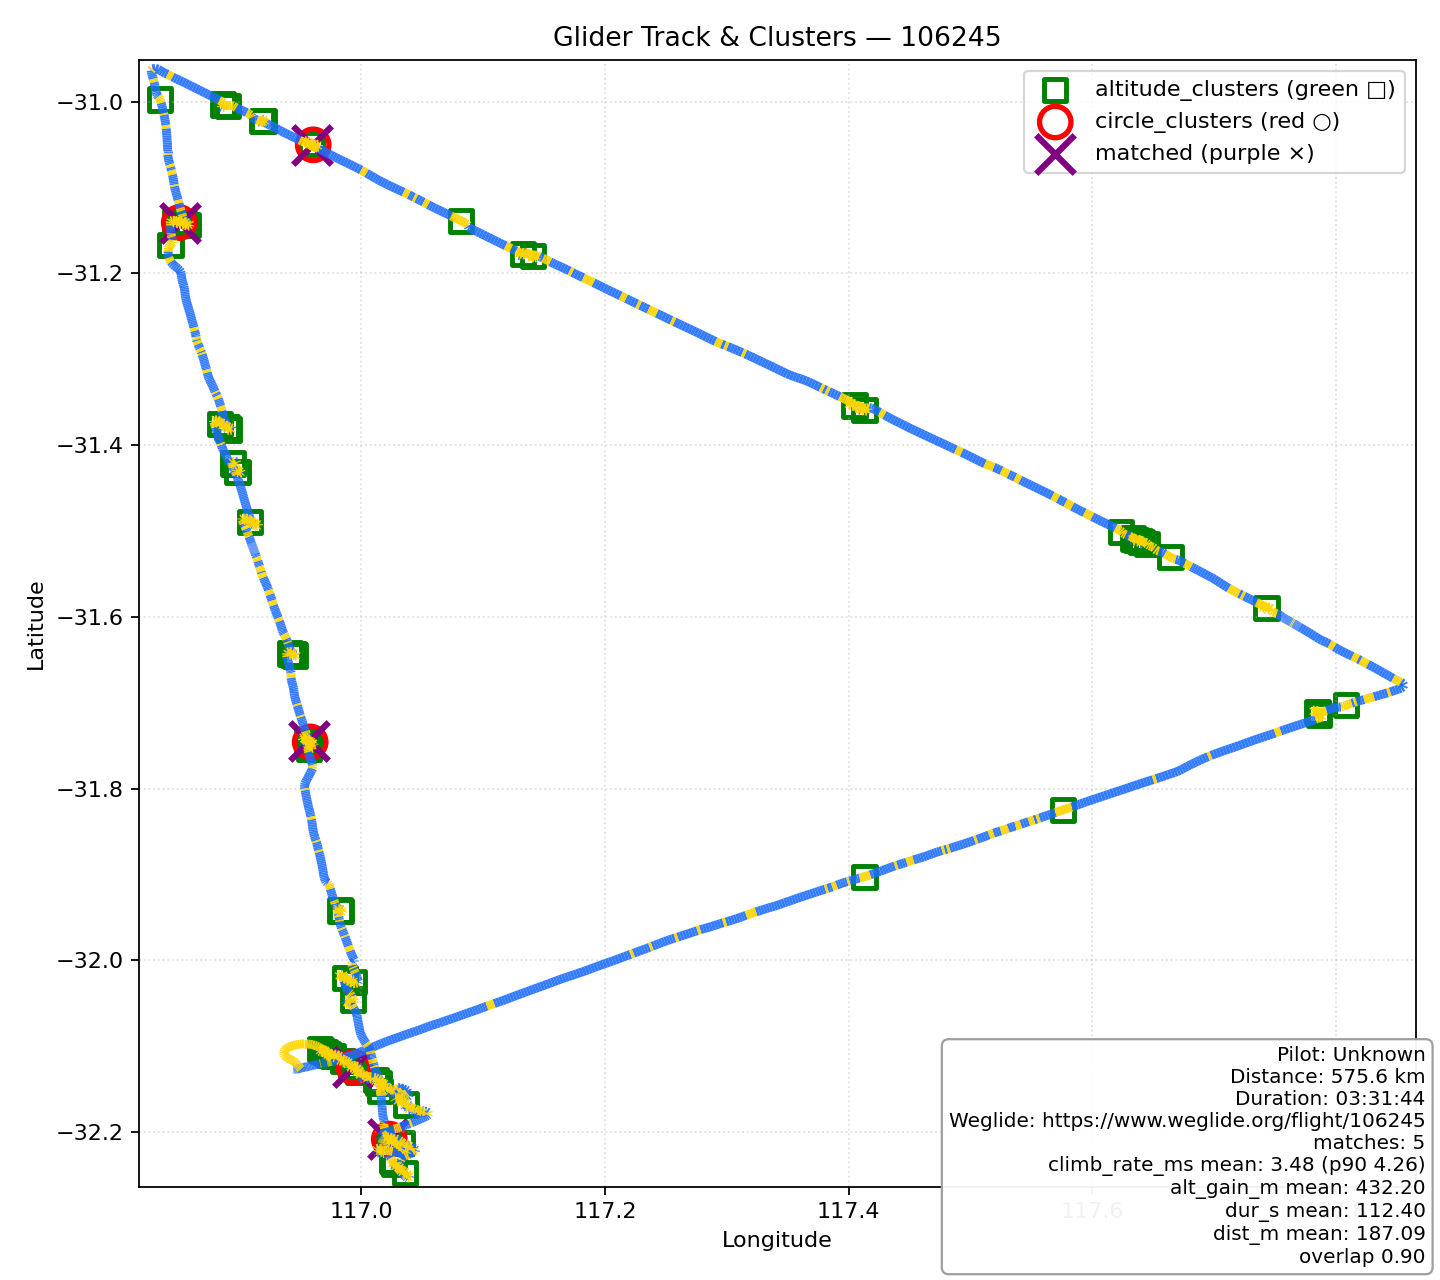 Glider Track & Clusters — 106245
altitude_clusters (green □)
circle_clusters (red ○)
matched (purple ×)
−31.0
−31.2
−31.4
−31.6
−31.8
−32.0
−32.2
Latitude
117.0
117.2
117.4
117.6
Longitude
Pilot: Unknown
Distance: 575.6 km
Duration: 03:31:44
Weglide: https://www.weglide.org/flight/106245
matches: 5
climb_rate_ms mean: 3.48 (p90 4.26)
alt_gain_m mean: 432.20
dur_s mean: 112.40
dist_m mean: 187.09
overlap 0.90